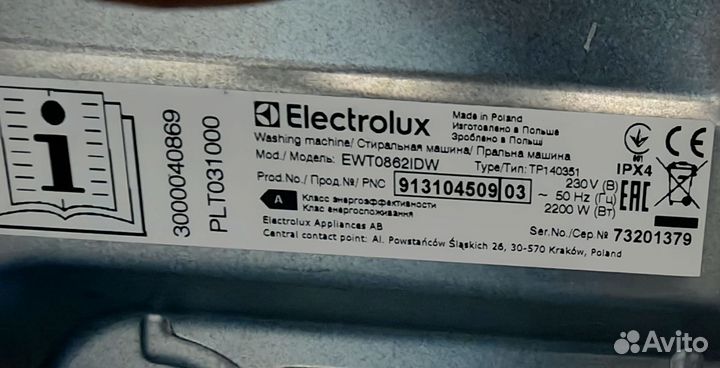 3000040869
PLT031000
Electrolux
Made in Poland
Изготовлено в Польше
Зроблено в Польщі
Washing machine/ Стиральная машина/ Пральна машина
Mod./ Модель: EWT0862IDW Type/Тип: TP140351
Prod.No./ Прод.№/ PNC 913104509 03
230 V (В)
~ 50 Hz (Гц)
2200 W (Вт)
A Класс энергоэффективности
Клас енергоспоживання
Electrolux Appliances AB
Central contact point: Al. Powstańców Śląskich 26, 30-570 Kraków, Poland
Ser.No./Сер.№ 73201379
001
IPX4
CE
EAC
Avito